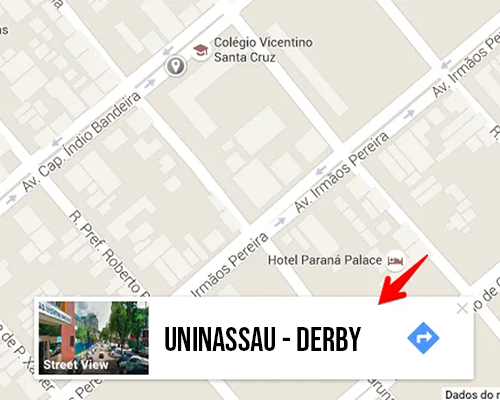 Colégio Vicentino
Santa Cruz
Av. Irmãos Pereira
Av. Cap. Índio Bandeira
Av. Irmãos Pereira
R. Pref. Roberto
Irmãos Pereira
Hotel Paraná Palace
UNINASSAU - DERBY
Street View
Dados do